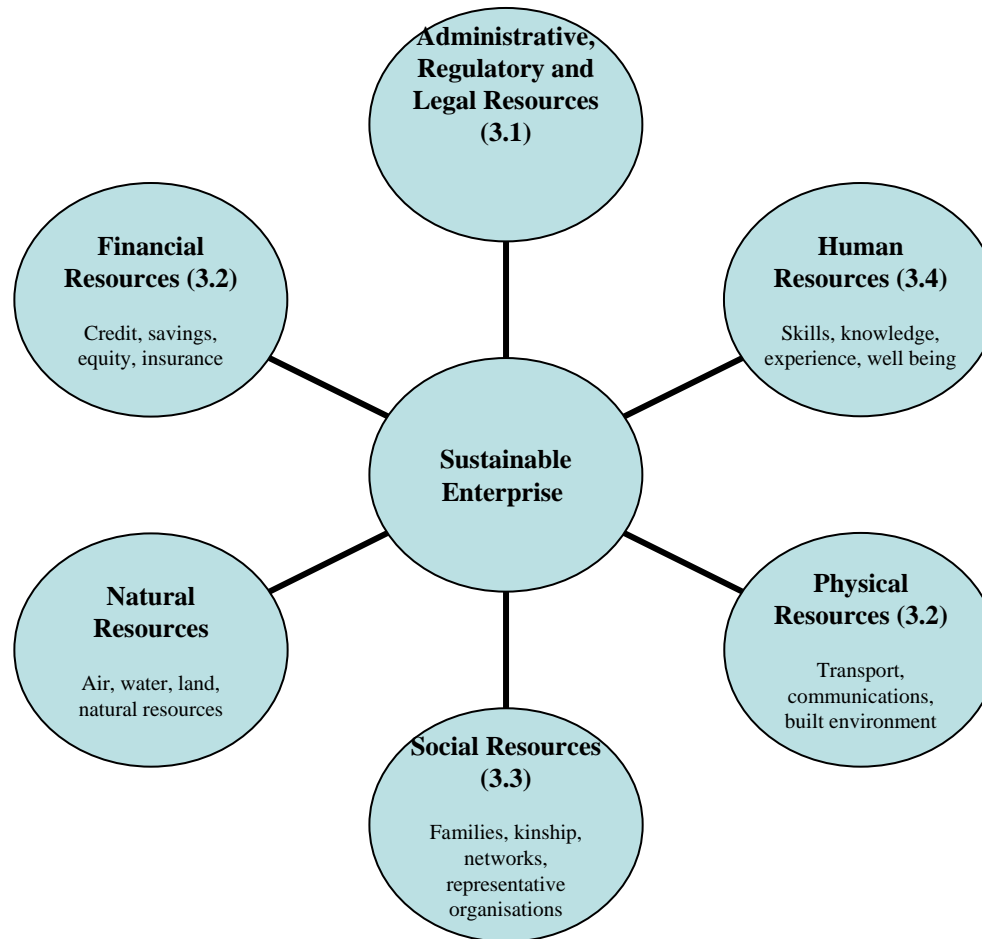 Administrative,
Regulatory and
Legal Resources
(3.1)
Financial
Resources (3.2)
Credit, savings,
equity, insurance
Human
Resources (3.4)
Skills, knowledge,
experience, well being
Sustainable
Enterprise
Natural
Resources
Air, water, land,
natural resources
Physical
Resources (3.2)
Transport,
communications,
built environment
Social Resources
(3.3)
Families, kinship,
networks,
representative
organisations